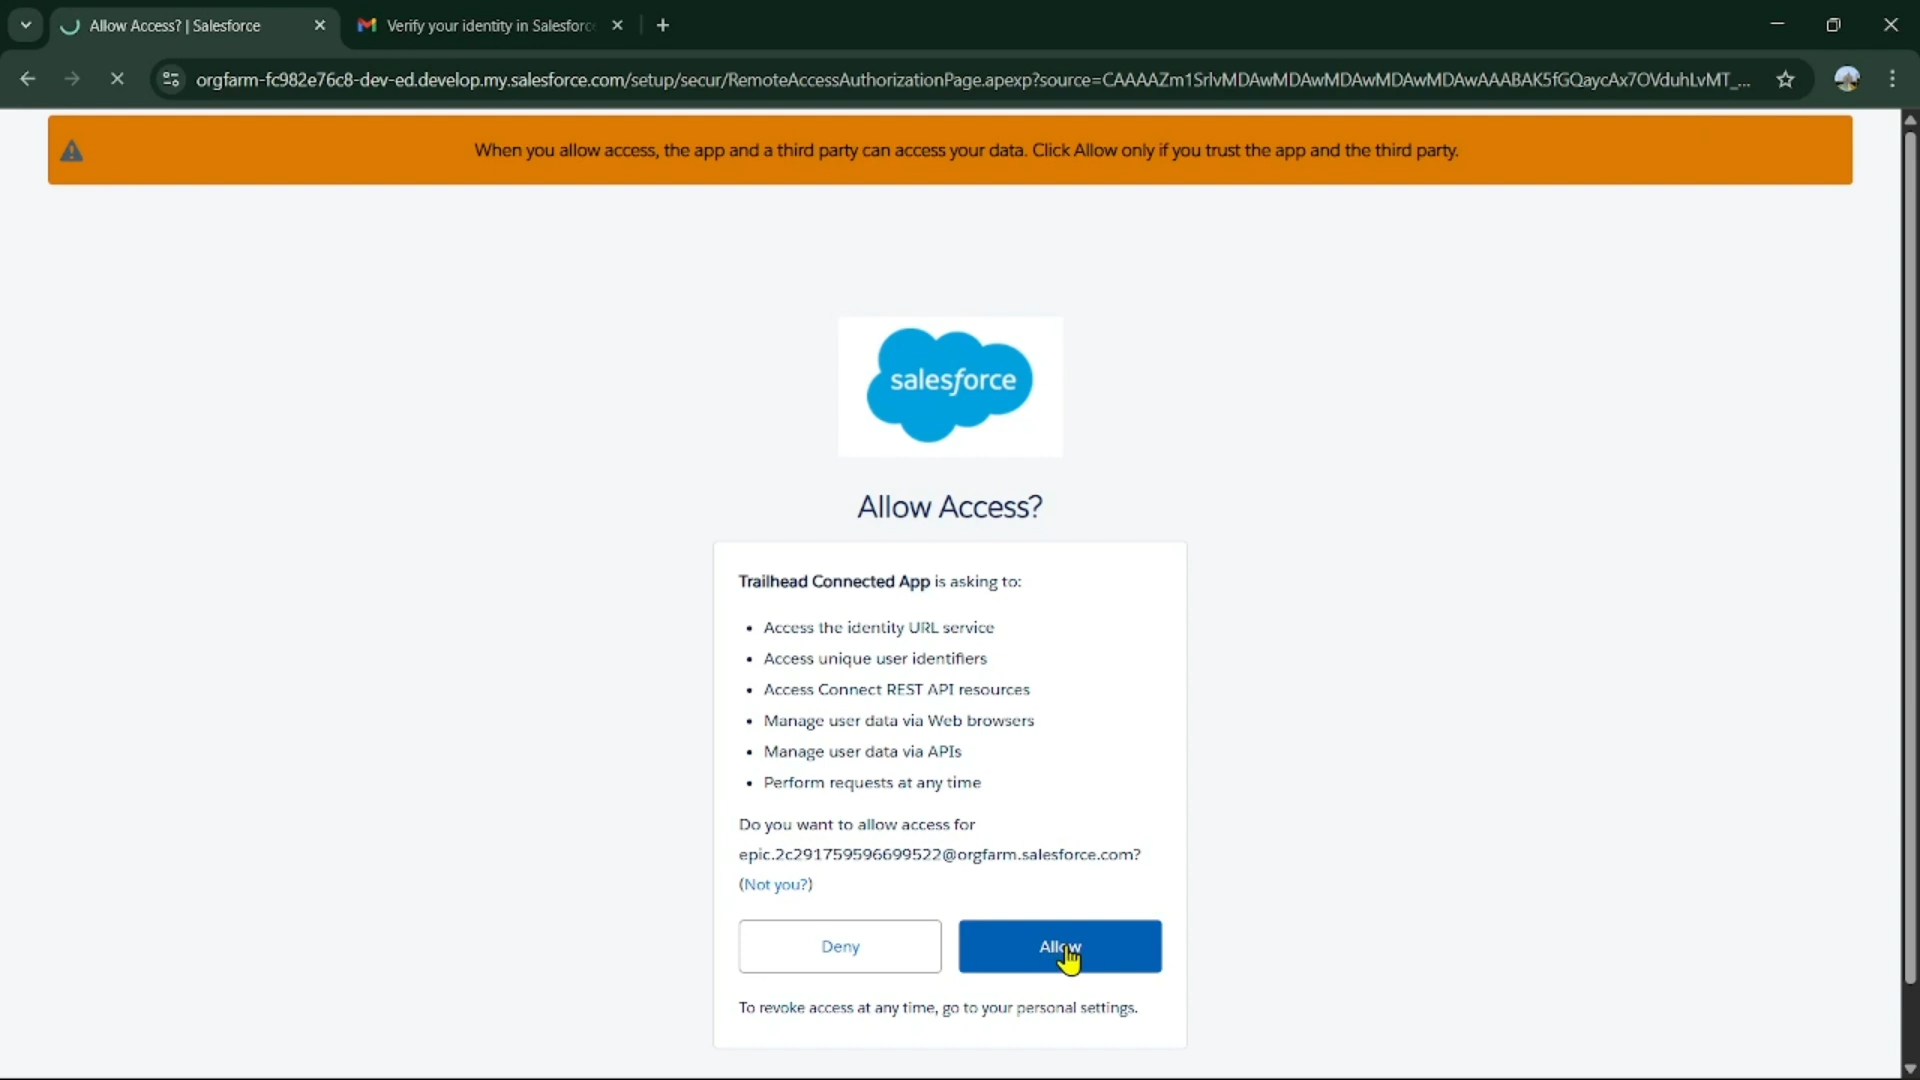 Allow Access? | Salesforce
Verify your identity in Salesforc
orgfarm-fc982e76c8-dev-ed.develop.my.salesforce.com/setup/secur/RemoteAccessAuthorizationPage.apexp?source=CAAAAZm1SrlvMDAwMDAwMDAwMDAwMDAwAAABAK5fGQaycAx7OVduhLvMT_...
When you allow access, the app and a third party can access your data. Click Allow only if you trust the app and the third party.
salesforce
Allow Access?
Trailhead Connected App is asking to:
• Access the identity URL service
• Access unique user identifiers
• Access Connect REST API resources
• Manage user data via Web browsers
• Manage user data via APIs
• Perform requests at any time
Do you want to allow access for
epic.2c291759596699522@orgfarm.salesforce.com?
(Not you?)
Deny
Allow
To revoke access at any time, go to your personal settings.